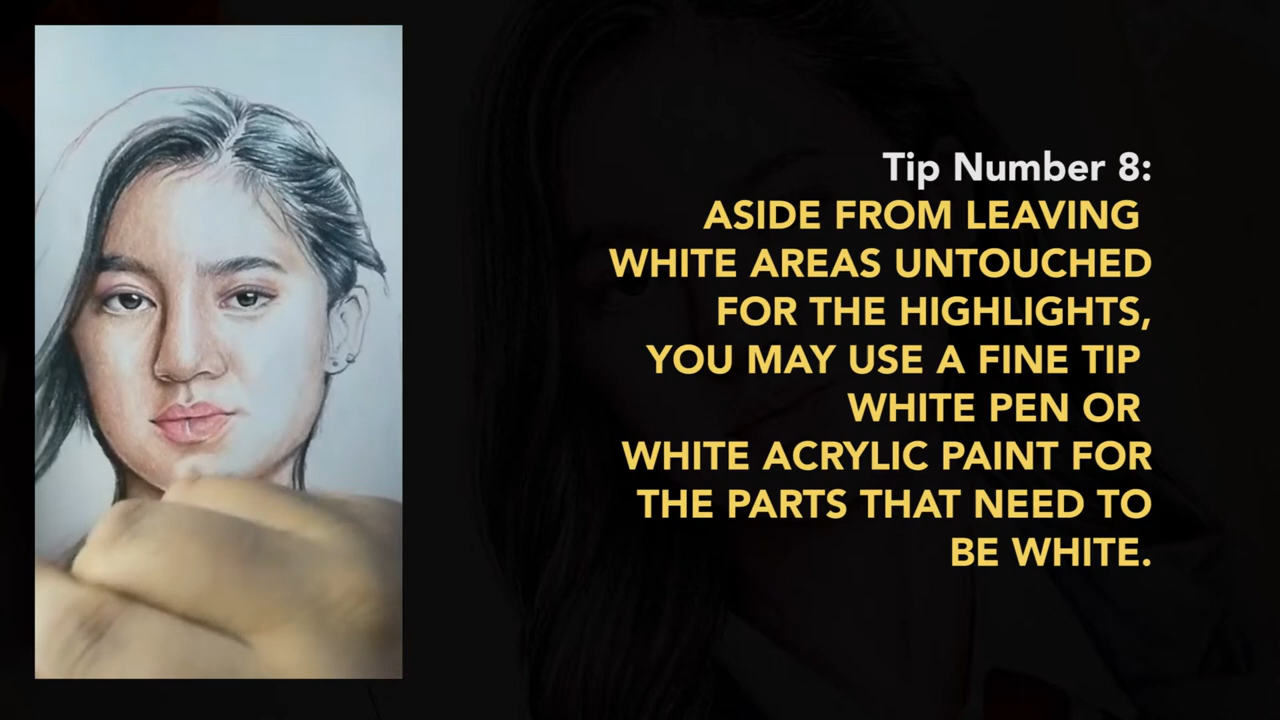 Tip Number 8:
ASIDE FROM LEAVING
WHITE AREAS UNTOUCHED
FOR THE HIGHLIGHTS,
YOU MAY USE A FINE TIP
WHITE PEN OR
WHITE ACRYLIC PAINT FOR
THE PARTS THAT NEED TO
BE WHITE.